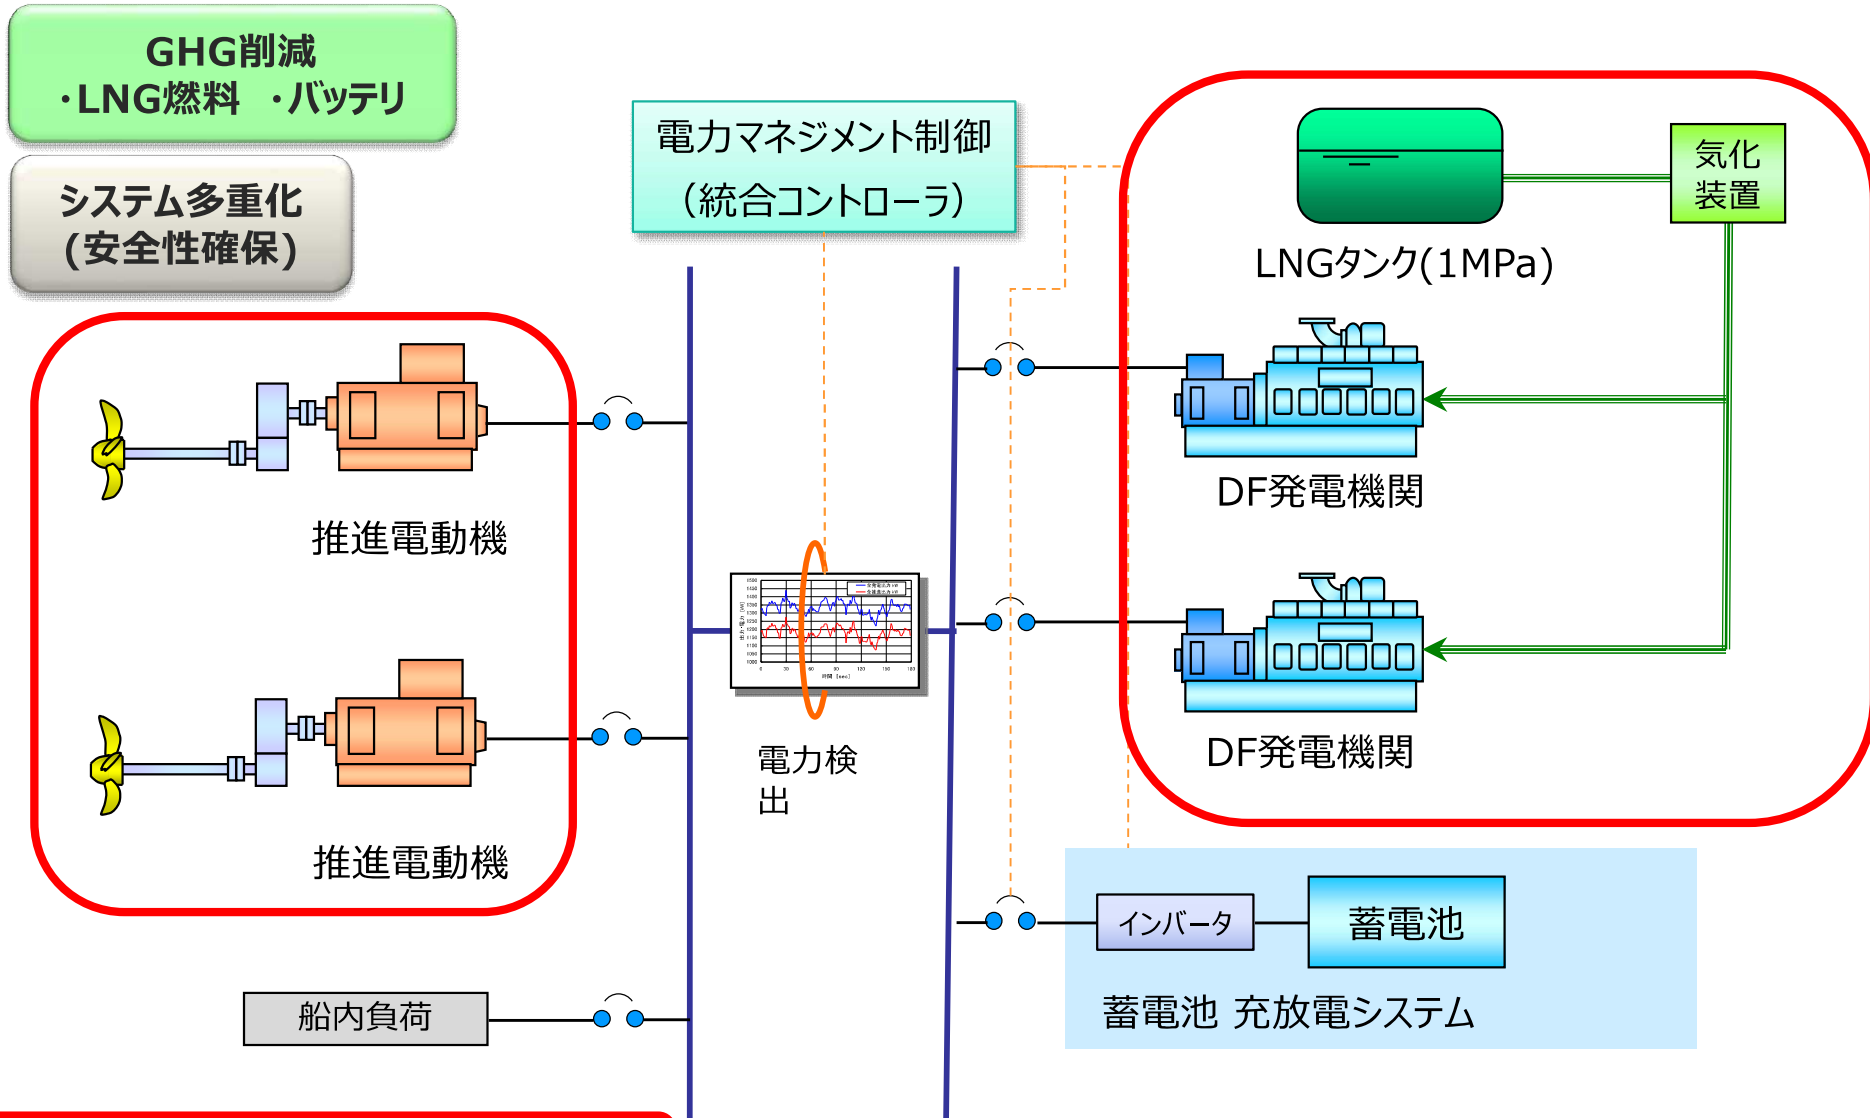 GHG削減
・LNG燃料 ・バッテリ
システム多重化
(安全性確保)
電力マネジメント制御
（統合コントローラ）
気化
装置
LNGタンク(1MPa)
DF発電機関
推進電動機
DF発電機関
電力検
出
推進電動機
インバータ
蓄電池
蓄電池 充放電システム
船内負荷